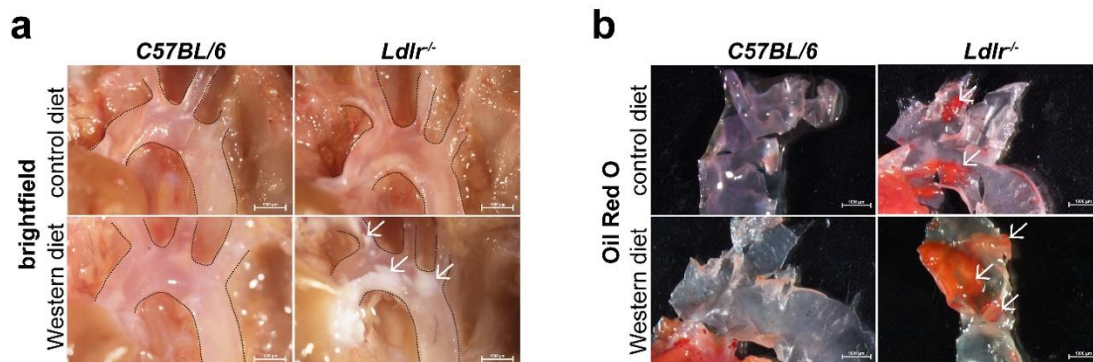 a
C57BL/6
Ldlr-/-
brightfield
control diet
Western diet
b
C57BL/6
Ldlr-/-
Oil Red O
control diet
Western diet